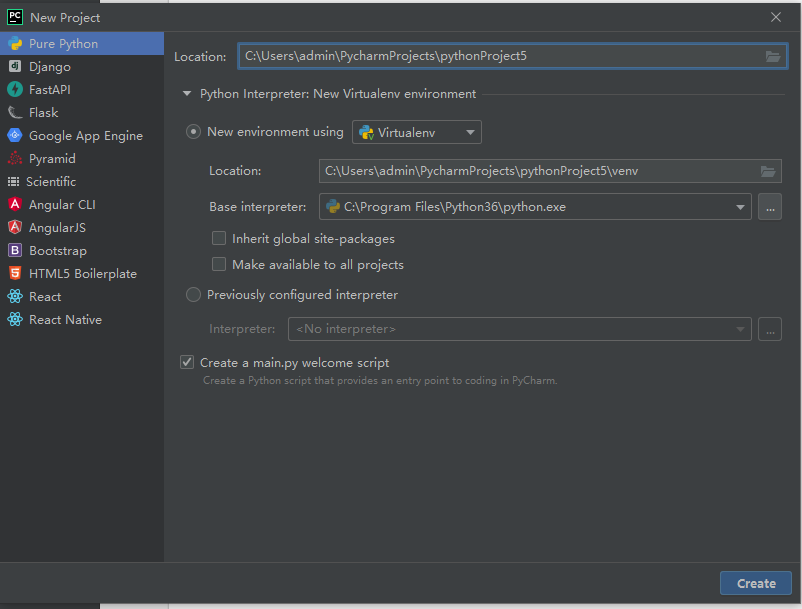 PC New Project
Pure Python
dj Django
FastAPI
Flask
Google App Engine
Pyramid
Scientific
A Angular CLI
A AngularJS
B Bootstrap
5 HTML5 Boilerplate
React
React Native
Location: C:\Users\admin\PycharmProjects\pythonProject5
Python Interpreter: New Virtualenv environment
New environment using Virtualenv
Location: C:\Users\admin\PycharmProjects\pythonProject5\venv
Base interpreter: C:\Program Files\Python36\python.exe ...
Inherit global site-packages
Make available to all projects
Previously configured interpreter
Interpreter: <No interpreter> ...
Create a main.py welcome script
Create a Python script that provides an entry point to coding in PyCharm.
Create